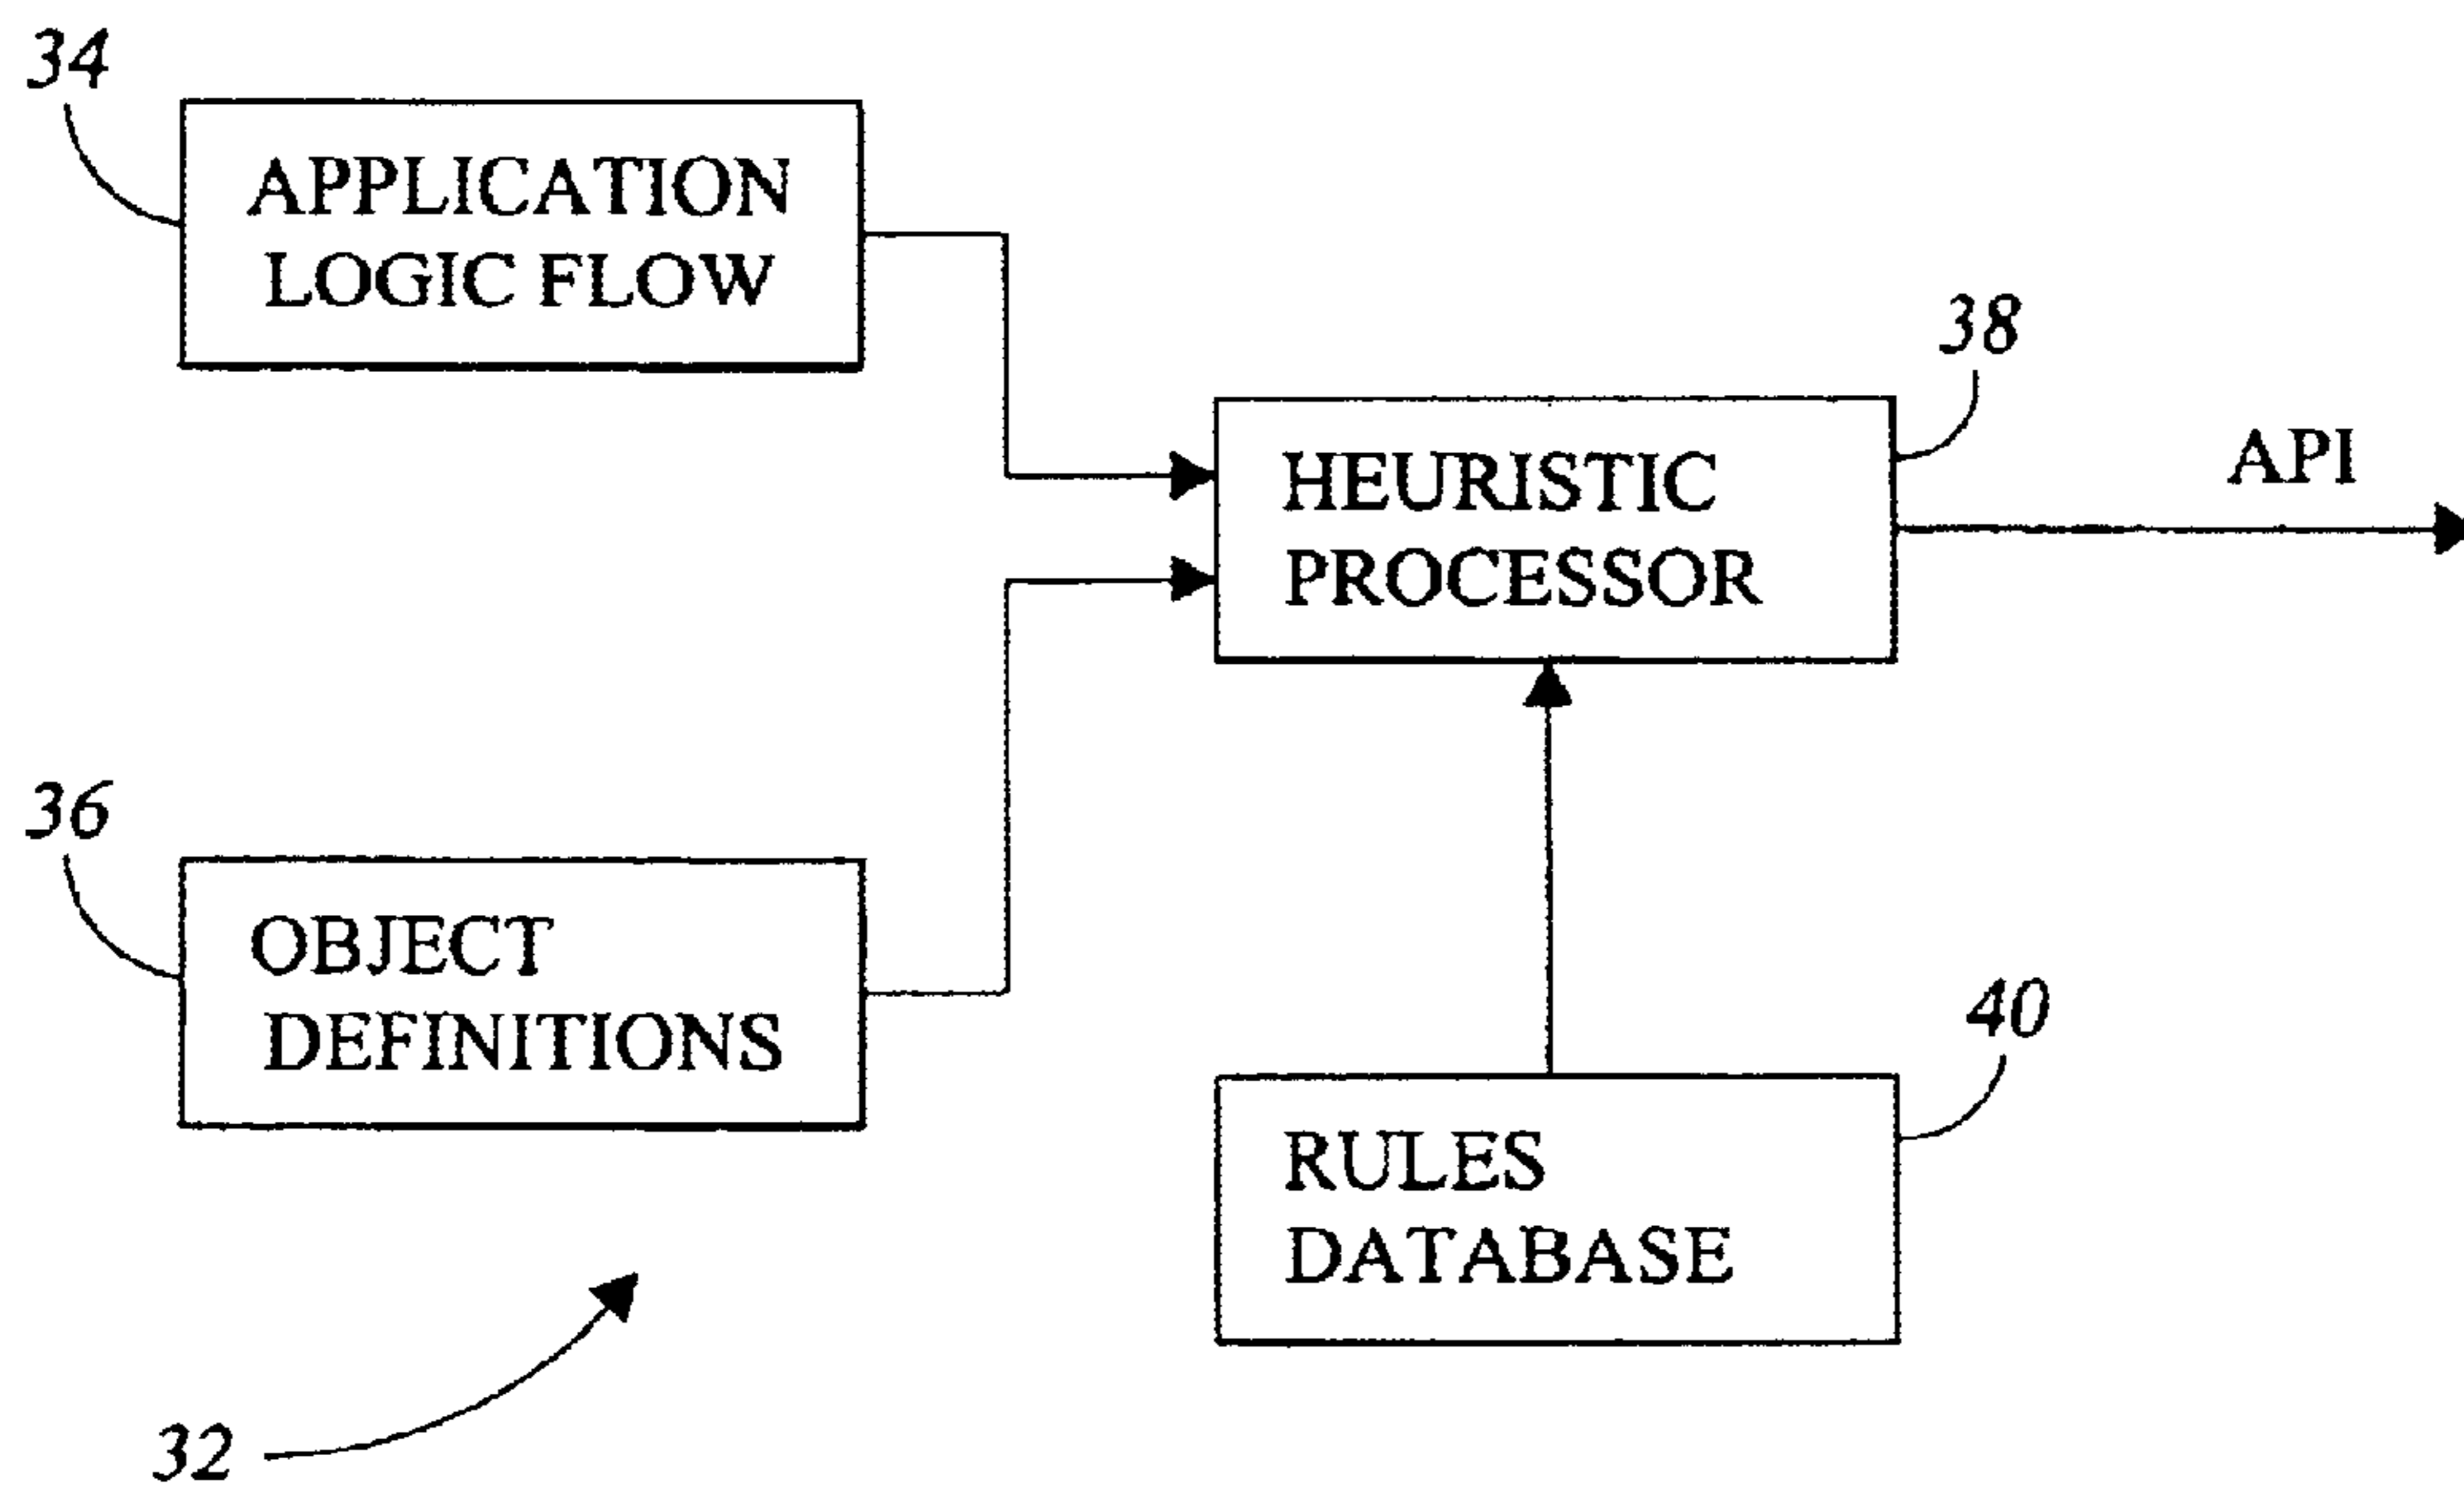 34
APPLICATION
LOGIC FLOW
38
HEURISTIC
PROCESSOR
API
36
OBJECT
DEFINITIONS
40
RULES
DATABASE
32